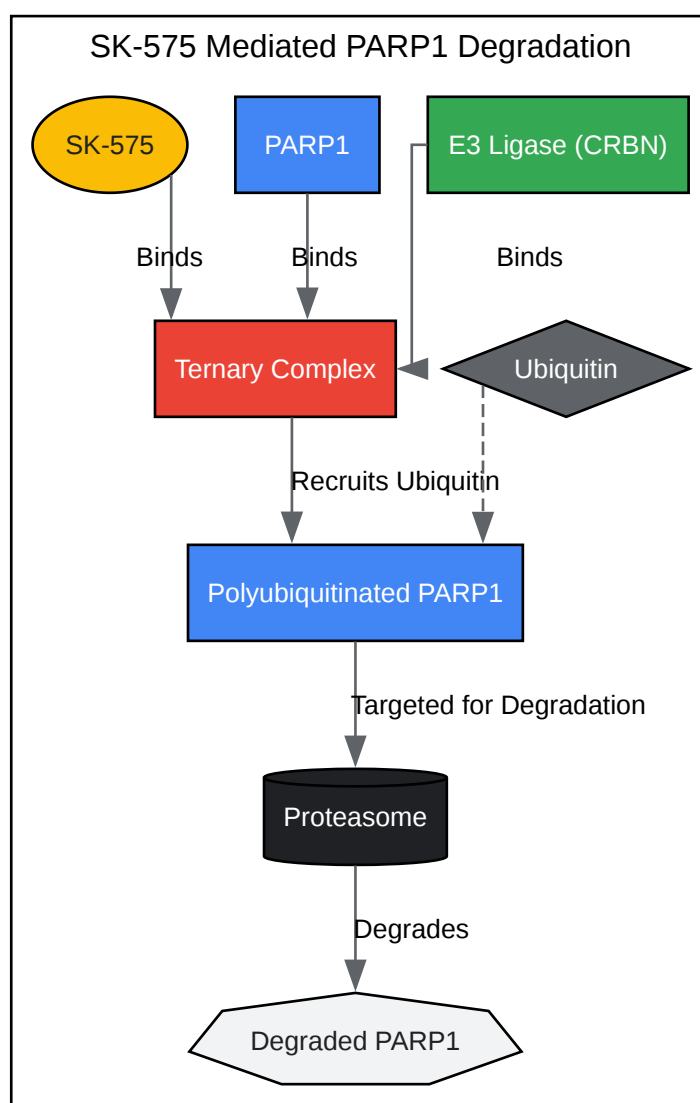 SK-575 Mediated PARP1 Degradation
SK-575
PARP1
E3 Ligase (CRBN)
Binds
Binds
Binds
Ternary Complex
Ubiquitin
Recruits Ubiquitin
Polyubiquitinated PARP1
Targeted for Degradation
Proteasome
Degrades
Degraded PARP1